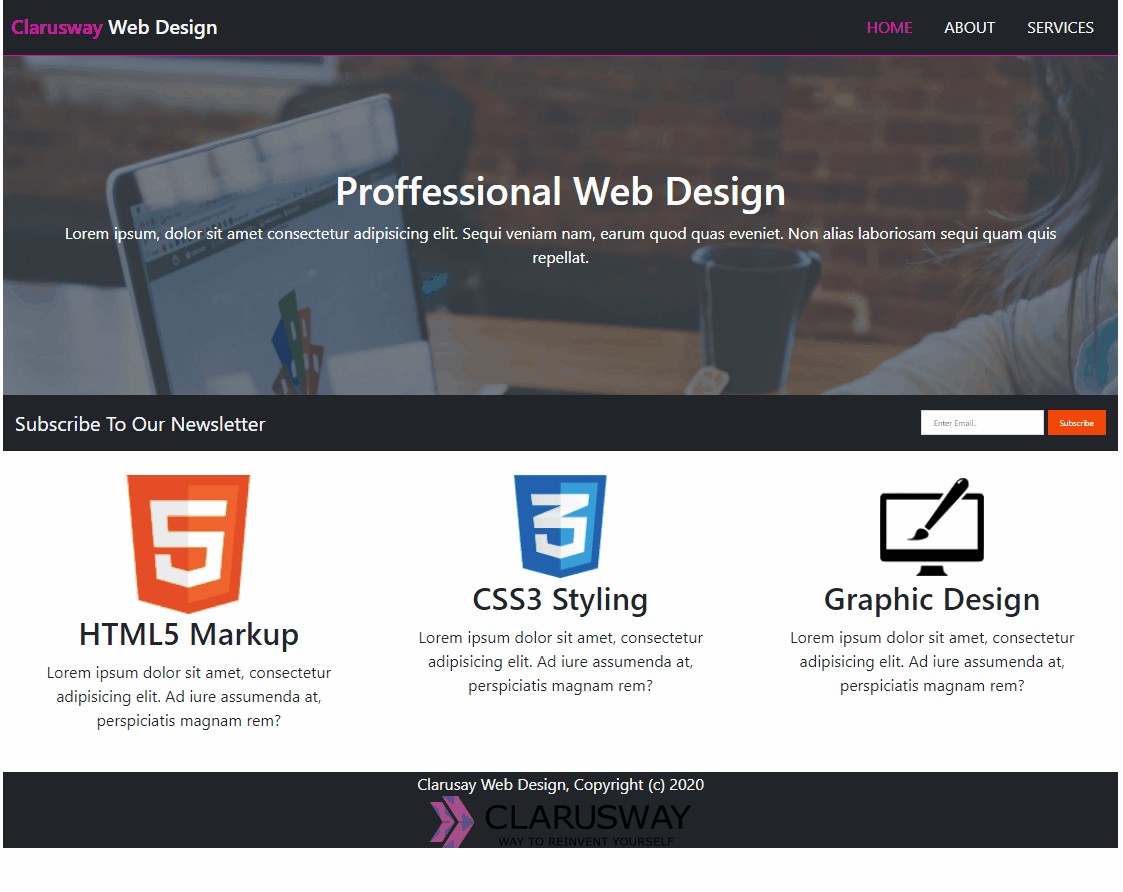 Clarusway Web Design
HOME ABOUT SERVICES
Proffessional Web Design
Lorem ipsum, dolor sit amet consectetur adipisicing elit. Sequi veniam nam, earum quod quas eveniet. Non alias laboriosam sequi quam quis
repellat.
Subscribe To Our Newsletter
Enter Email.. Subscribe
5
HTML5 Markup
Lorem ipsum dolor sit amet, consectetur
adipisicing elit. Ad iure assumenda at,
perspiciatis magnam rem?
3
CSS3 Styling
Lorem ipsum dolor sit amet, consectetur
adipisicing elit. Ad iure assumenda at,
perspiciatis magnam rem?
Graphic Design
Lorem ipsum dolor sit amet, consectetur
adipisicing elit. Ad iure assumenda at,
perspiciatis magnam rem?
Clarusay Web Design, Copyright (c) 2020
CLARUSWAY
WAY TO REINVENT YOURSELF